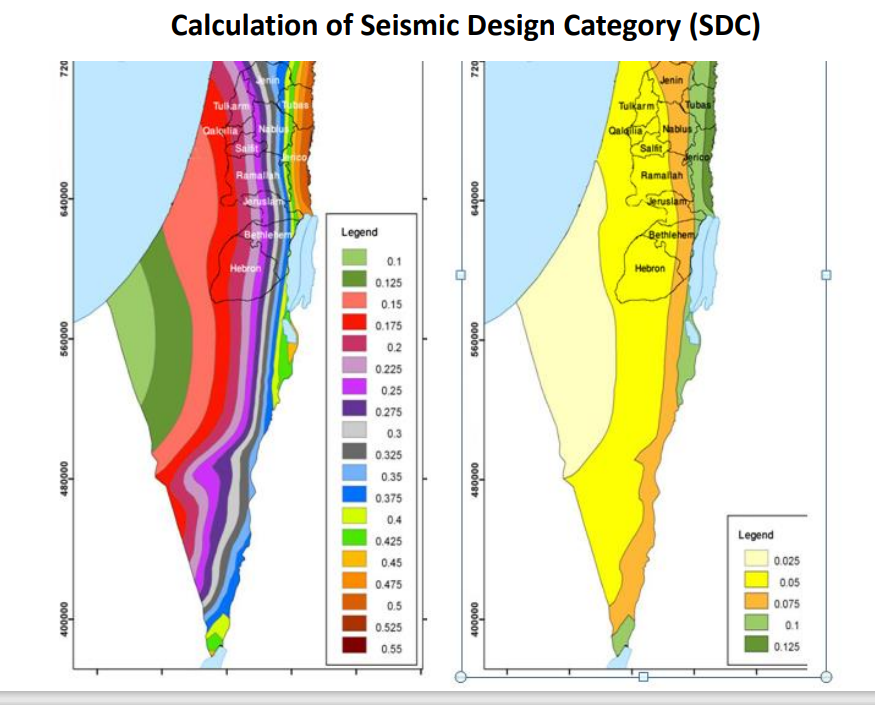 Calculation of Seismic Design Category (SDC)
720
640000
560000
480000
400000
Jenin
Tulkarm
Tubas
Qalqilia
Nablus
Salfit
Jerico
Ramallah
Jeruslam
Bethlehem
Hebron
Legend
0.1
0.125
0.15
0.175
0.2
0.225
0.25
0.275
0.3
0.325
0.35
0.375
0.4
0.425
0.45
0.475
0.5
0.525
0.55
720
640000
560000
480000
400000
Jenin
Tulkarm
Tubas
Qalqilia
Nablus
Salfit
Jerico
Ramallah
Jeruslam
Bethlehem
Hebron
Legend
0.025
0.05
0.075
0.1
0.125